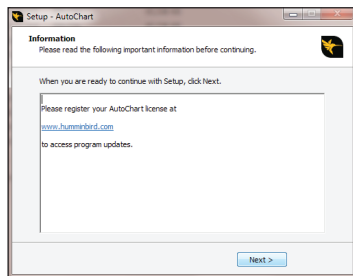 Setup - AutoChart
Information
Please read the following important information before continuing.
When you are ready to continue with Setup, click Next.
Please register your AutoChart license at
www.humminbird.com
to access program updates.
Next >